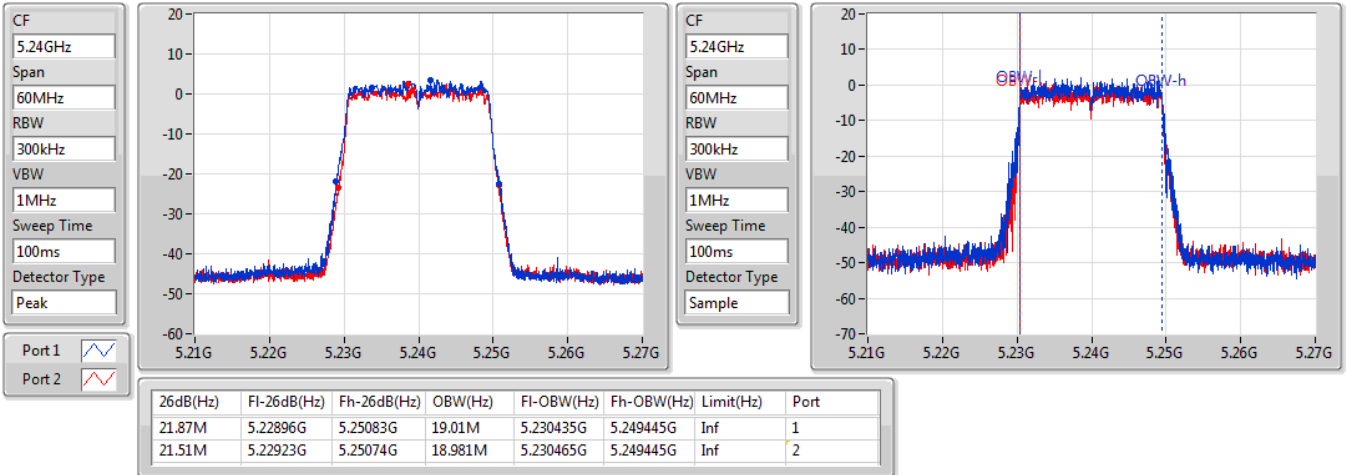 CF
5.24GHz
Span
60MHz
RBW
300kHz
VBW
1MHz
Sweep Time
100ms
Detector Type
Peak
Port 1
Port 2
20
10
0
-10
-20
-30
-40
-50
-60
5.21G 5.22G 5.23G 5.24G 5.25G 5.26G 5.27G
CF
5.24GHz
Span
60MHz
RBW
300kHz
VBW
1MHz
Sweep Time
100ms
Detector Type
Sample
20
10
0
-10
-20
-30
-40
-50
-60
-70
OBW-h
5.21G 5.22G 5.23G 5.24G 5.25G 5.26G 5.27G
26dB(Hz) Fl-26dB(Hz) Fh-26dB(Hz) OBW(Hz) Fl-OBW(Hz) Fh-OBW(Hz) Limit(Hz) Port
21.87M 5.22896G 5.25083G 19.01M 5.230435G 5.249445G Inf 1
21.51M 5.22923G 5.25074G 18.981M 5.230465G 5.249445G Inf 2